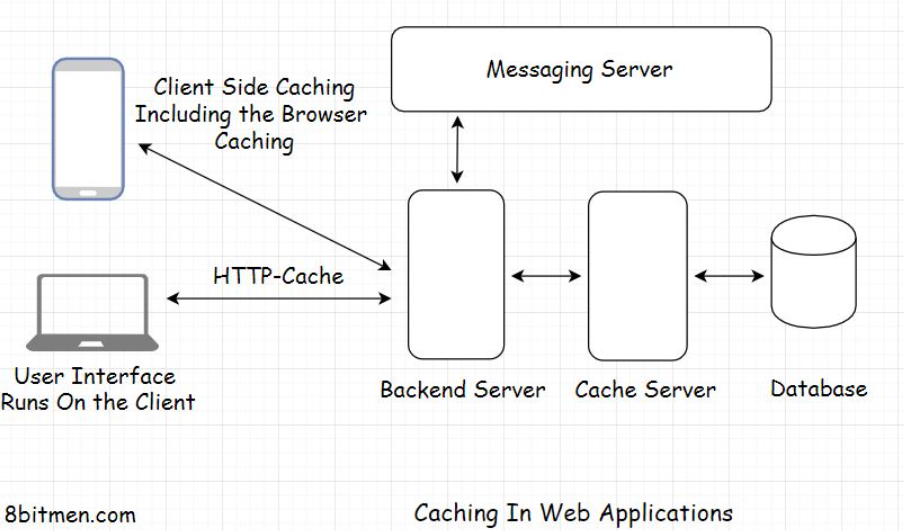 Messaging Server
Client Side Caching
Including the Browser
Caching
HTTP-Cache
User Interface
Runs On the Client
Backend Server
Cache Server
Database
8bitmen.com
Caching In Web Applications